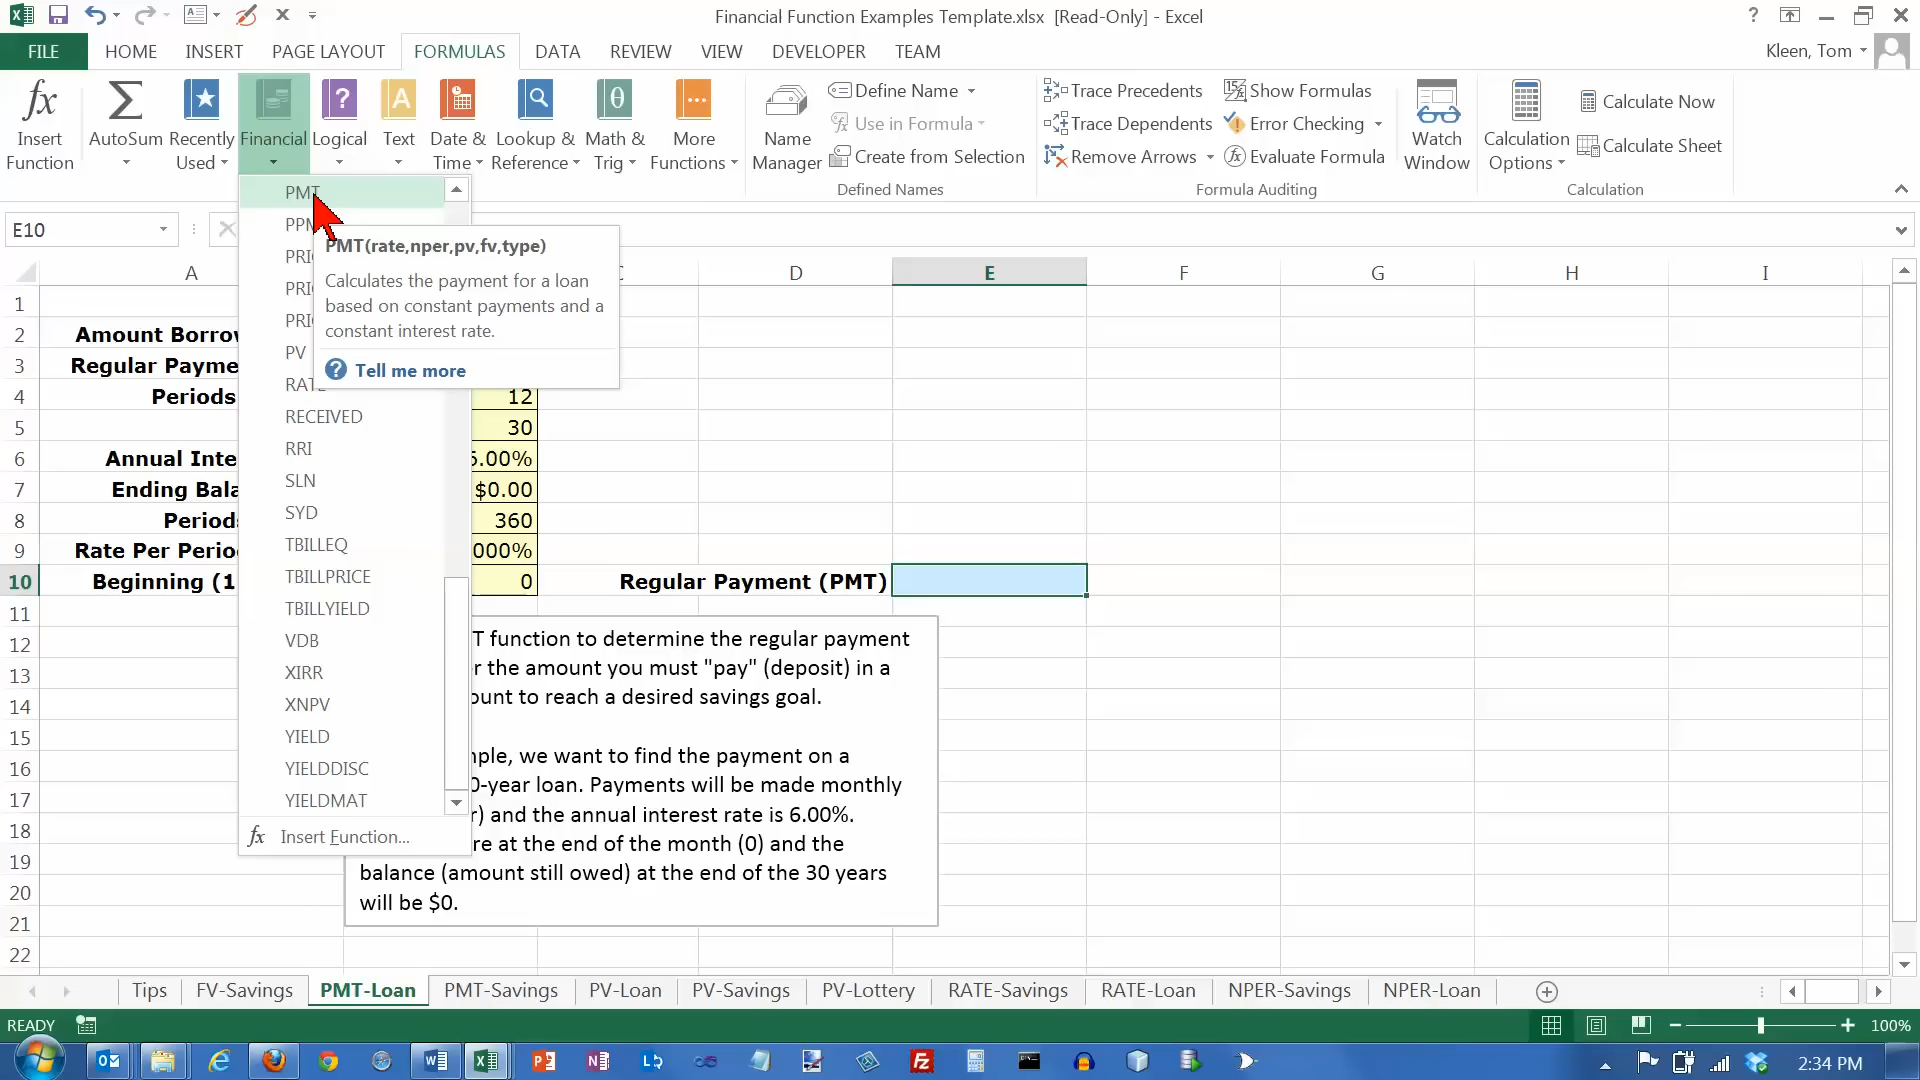 Financial Function Examples Template.xlsx [Read-Only] - Excel
FILE HOME INSERT PAGE LAYOUT FORMULAS DATA REVIEW VIEW DEVELOPER TEAM Kleen, Tom
fx Insert Function
AutoSum
Recently Used
Financial
Logical
Text
Date & Time
Lookup & Reference
Math & Trig
More Functions
Name Manager
Define Name
Use in Formula
Create from Selection
Defined Names
Trace Precedents
Trace Dependents
Remove Arrows
Show Formulas
Error Checking
Evaluate Formula
Formula Auditing
Watch Window
Calculation Options
Calculate Now
Calculate Sheet
Calculation
E10
PMT
PRI
PRI
PRI
PV
RATE
RECEIVED
RRI
SLN
SYD
TBILLEQ
TBILLPRICE
TBILLYIELD
VDB
XIRR
XNPV
YIELD
YIELDDISC
YIELDMAT
fx Insert Function...
PMT(rate,nper,pv,fv,type)
Calculates the payment for a loan
based on constant payments and a
constant interest rate.
Tell me more
A D E F G H I
1
2 Amount Borrow
3 Regular Payme
4 Periods 12
5 30
6 Annual Inte .00%
7 Ending Bala $0.00
8 Period 360
9 Rate Per Perio 000%
10 Beginning (1 0 Regular Payment (PMT)
11
12
13
14
15
16
17
18
19
20
21
22
T function to determine the regular payment
r the amount you must "pay" (deposit) in a
ount to reach a desired savings goal.
mple, we want to find the payment on a
0-year loan. Payments will be made monthly
r) and the annual interest rate is 6.00%.
re at the end of the month (0) and the
balance (amount still owed) at the end of the 30 years
will be $0.
Tips FV-Savings PMT-Loan PMT-Savings PV-Loan PV-Savings PV-Lottery RATE-Savings RATE-Loan NPER-Savings NPER-Loan
READY 100%
2:34 PM